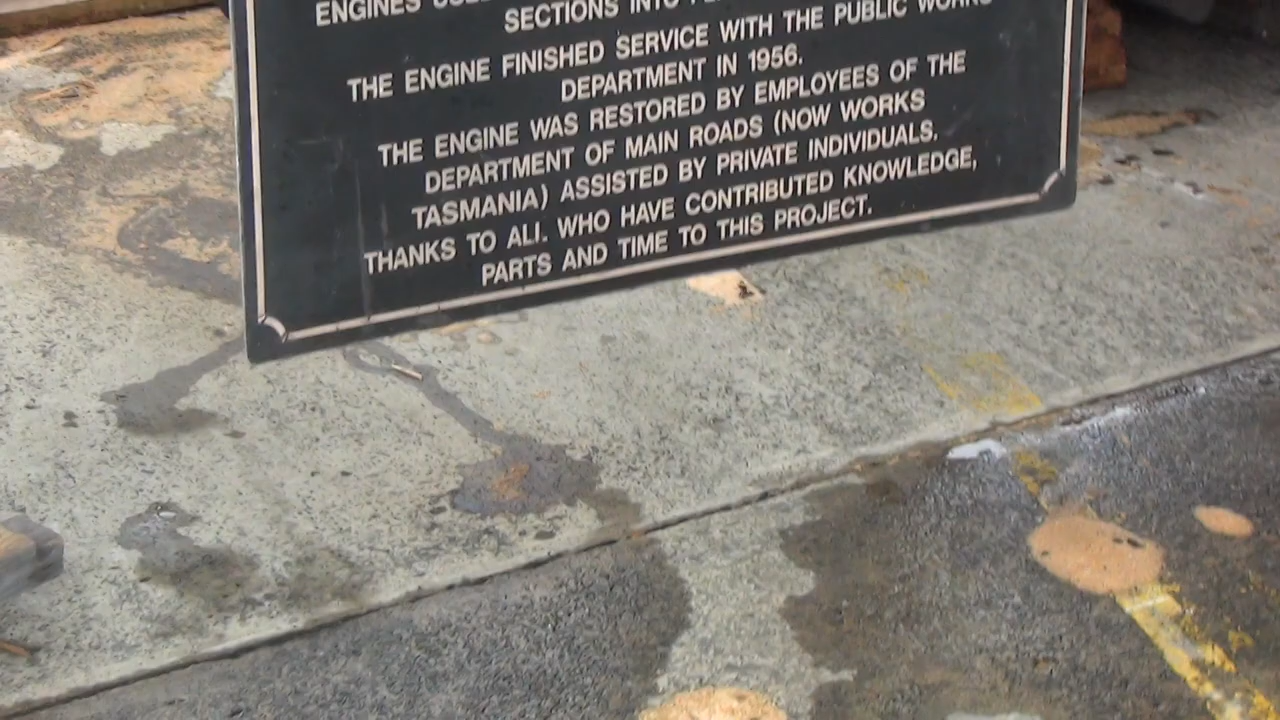 ENGINES
SECTIONS INTO
THE ENGINE FINISHED SERVICE WITH THE PUBLIC WORKS
DEPARTMENT IN 1956.
THE ENGINE WAS RESTORED BY EMPLOYEES OF THE
DEPARTMENT OF MAIN ROADS (NOW WORKS
TASMANIA) ASSISTED BY PRIVATE INDIVIDUALS.
THANKS TO ALL WHO HAVE CONTRIBUTED KNOWLEDGE,
PARTS AND TIME TO THIS PROJECT.